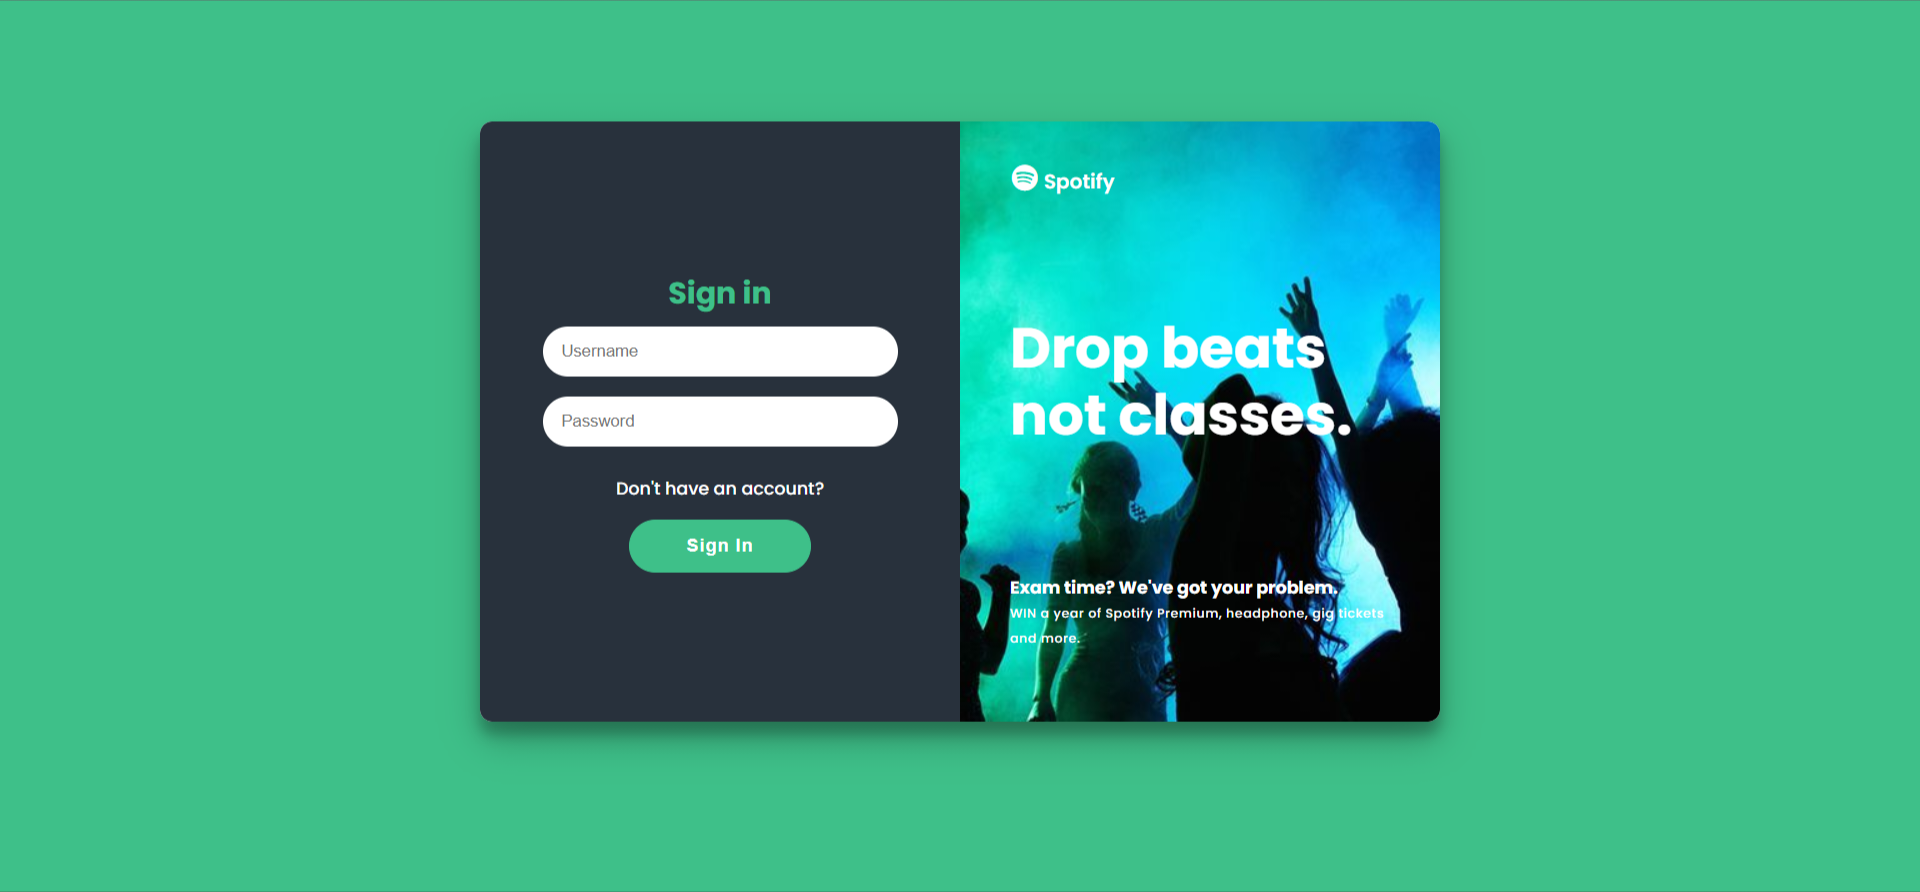 Sign in
Username
Password
Don't have an account?
Sign In
Spotify
Drop beats
not classes.
Exam time? We've got your problem.
WIN a year of Spotify Premium, headphone, gig tickets
and more.